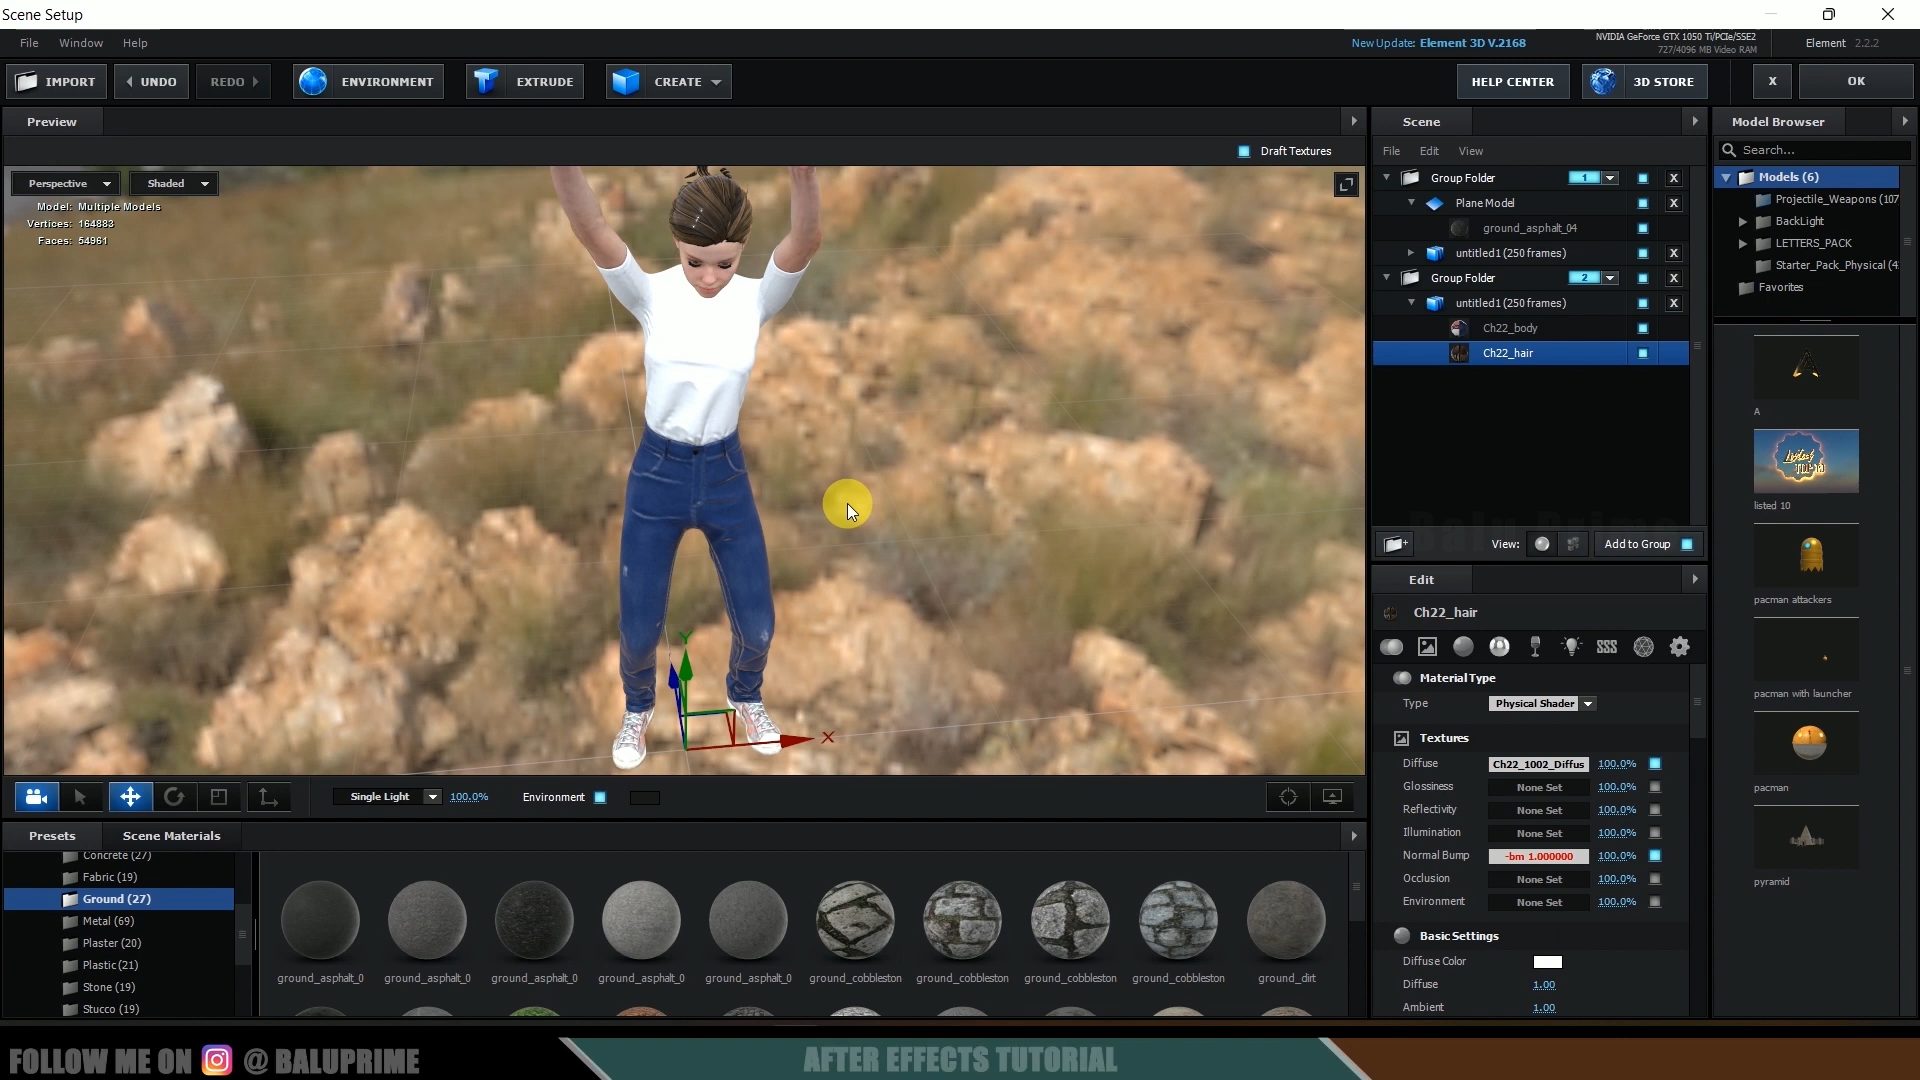 Scene Setup
File Window Help
New Update: Element 3D V.2168
NVIDIA GeForce GTX 1050 Ti/PCIe/SSE2
727/4096 MB Video RAM
Element 2.2.2
IMPORT
UNDO
REDO
ENVIRONMENT
EXTRUDE
CREATE
HELP CENTER
3D STORE
X
OK
Preview
Draft Textures
Perspective
Shaded
Model: Multiple Models
Vertices: 164883
Faces: 54961
Y
X
Single Light
100.0%
Environment
Presets
Scene Materials
Concrete (27)
Fabric (19)
Ground (27)
Metal (69)
Plaster (20)
Plastic (21)
Stone (19)
Stucco (19)
ground_asphalt_0
ground_asphalt_0
ground_asphalt_0
ground_asphalt_0
ground_asphalt_0
ground_cobbleston
ground_cobbleston
ground_cobbleston
ground_cobbleston
ground_dirt
Scene
File Edit View
Group Folder 1 X
Plane Model X
ground_asphalt_04
untitled1 (250 frames) X
Group Folder 2 X
untitled1 (250 frames) X
Ch22_body
Ch22_hair
Balu Prime
View:
Add to Group
Edit
Ch22_hair
SSS
Material Type
Type Physical Shader
Textures
Diffuse Ch22_1002_Diffus 100.0%
Glossiness None Set 100.0%
Reflectivity None Set 100.0%
Illumination None Set 100.0%
Normal Bump -bm 1.000000 100.0%
Occlusion None Set 100.0%
Environment None Set 100.0%
Basic Settings
Diffuse Color
Diffuse 1.00
Ambient 1.00
Model Browser
Search...
Models (6)
Projectile_Weapons (107
BackLight
LETTERS_PACK
Starter_Pack_Physical (4
Favorites
A
listed 10
pacman attackers
pacman with launcher
pacman
pyramid
FOLLOW ME ON @ BALUPRIME
AFTER EFFECTS TUTORIAL